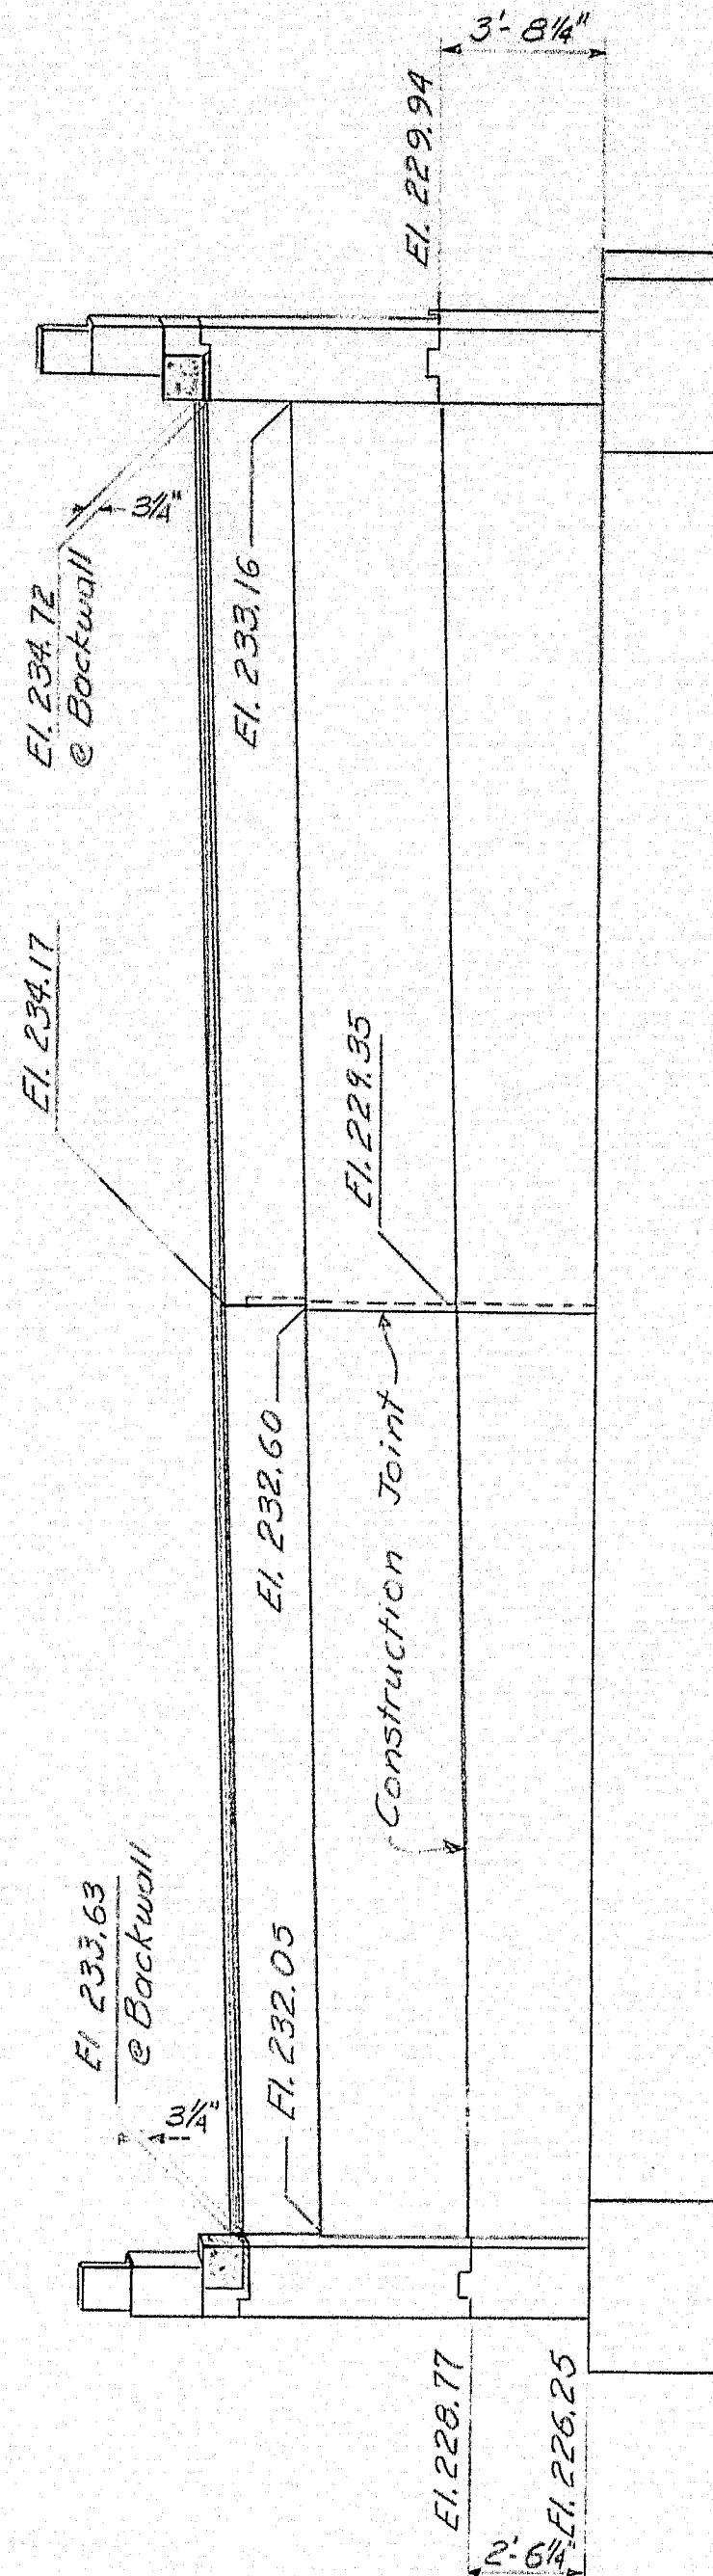 3'- 8¼"
El. 229.94
3¼"
El. 234.72
@ Backwall
El. 233.16
El. 234.17
El. 229.35
El. 232.60
Construction Joint
El 233.63
@ Backwall
3¼"
El. 232.05
El. 228.77
El. 226.25
2'- 6¼"